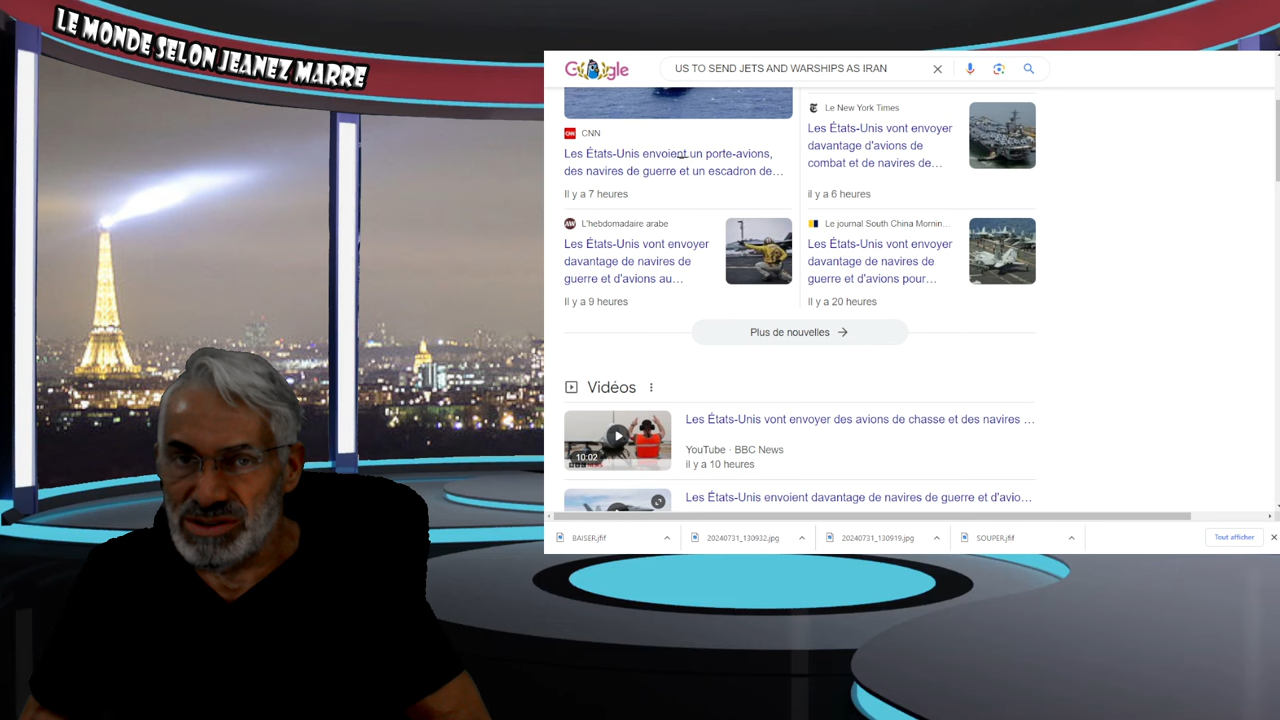 LE MONDE SELON JEANEZ MARRE
Google
US TO SEND JETS AND WARSHIPS AS IRAN
CNN
Les États-Unis envoient un porte-avions,
des navires de guerre et un escadron de…
Il y a 7 heures
Le New York Times
Les États-Unis vont envoyer
davantage d'avions de
combat et de navires de…
il y a 6 heures
L'hebdomadaire arabe
Les États-Unis vont envoyer
davantage de navires de
guerre et d'avions au…
Il y a 9 heures
Le journal South China Mornin…
Les États-Unis vont envoyer
davantage de navires de
guerre et d'avions pour…
Il y a 20 heures
Plus de nouvelles
Vidéos
Les États-Unis vont envoyer des avions de chasse et des navires …
10:02
YouTube · BBC News
il y a 10 heures
Les États-Unis envoient davantage de navires de guerre et d'avio…
BAISER.jfif
20240731_130932.jpg
20240731_130919.jpg
SOUPER.jfif
Tout afficher